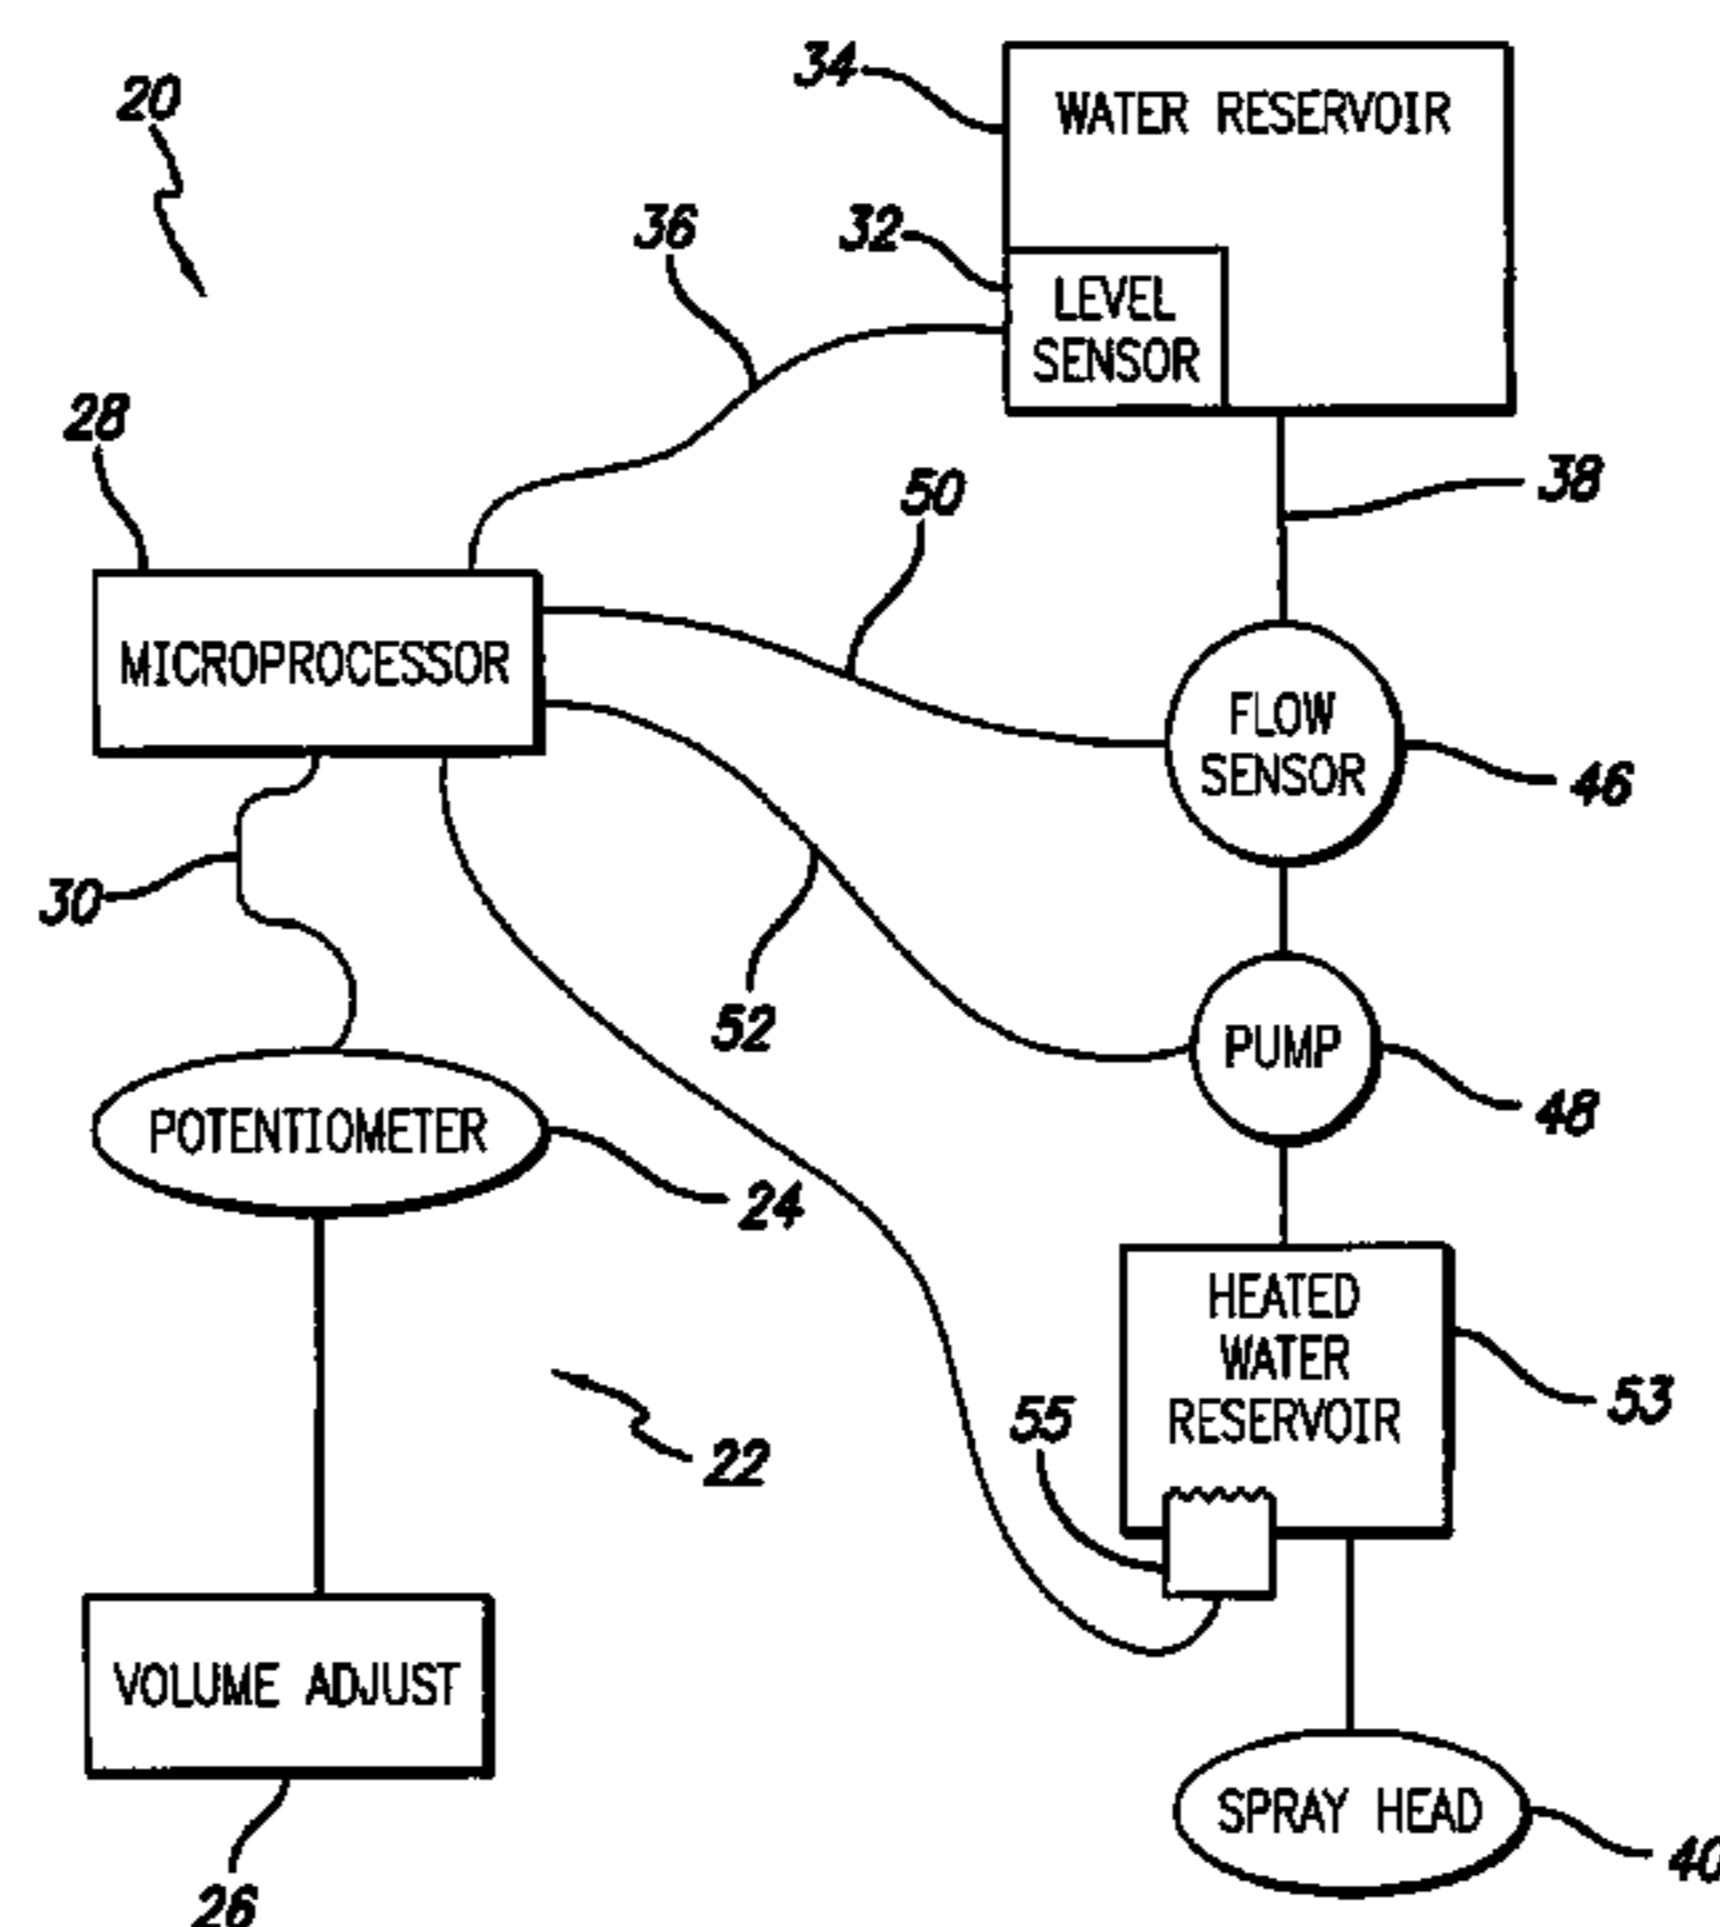 34
WATER RESERVOIR
20
36
32
LEVEL
SENSOR
28
50
38
MICROPROCESSOR
FLOW
SENSOR
46
30
52
PUMP
48
POTENTIOMETER
24
HEATED
WATER
RESERVOIR
53
55
22
VOLUME ADJUST
SPRAY HEAD
40
26